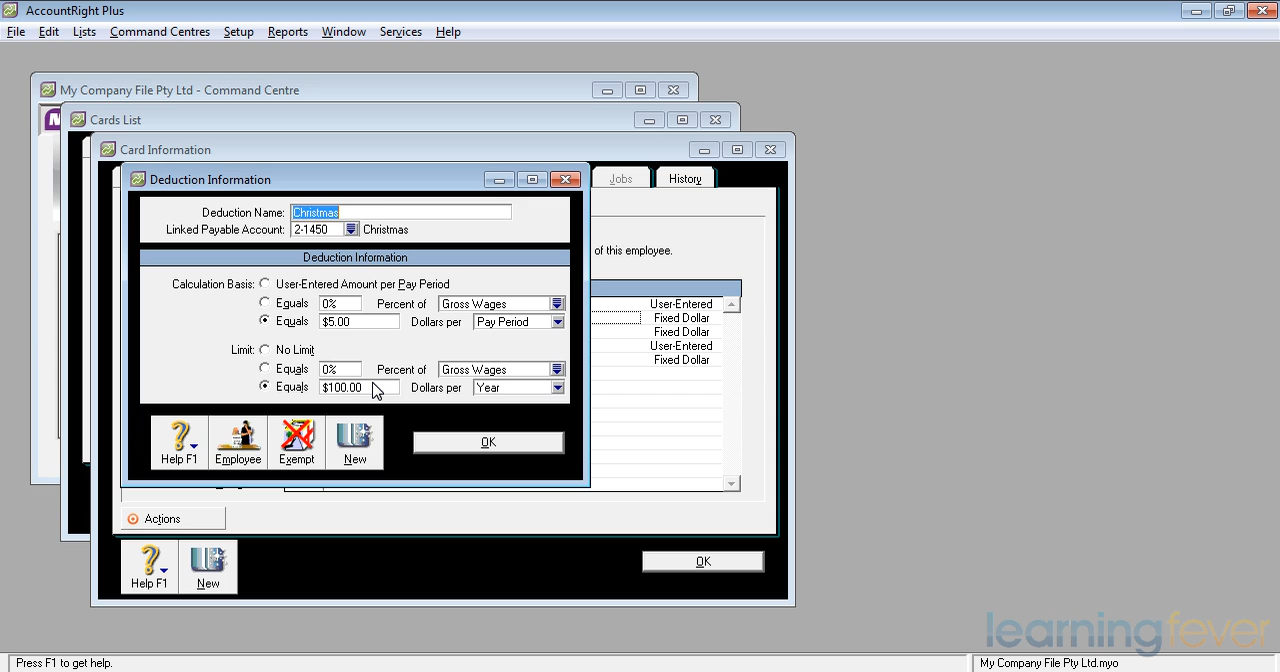 AccountRight Plus
File Edit Lists Command Centres Setup Reports Window Services Help
My Company File Pty Ltd - Command Centre
Cards List
Card Information
Jobs History
Deduction Information
Deduction Name: Christmas
Linked Payable Account: 2-1450 Christmas
of this employee.
Deduction Information
Calculation Basis: User-Entered Amount per Pay Period
Equals 0% Percent of Gross Wages
Equals $5.00 Dollars per Pay Period
Limit: No Limit
Equals 0% Percent of Gross Wages
Equals $100.00 Dollars per Year
User-Entered
Fixed Dollar
Fixed Dollar
User-Entered
Fixed Dollar
Help F1 Employee Exempt New OK
Actions
Help F1 New OK
learningfever
Press F1 to get help. My Company File Pty Ltd.myo